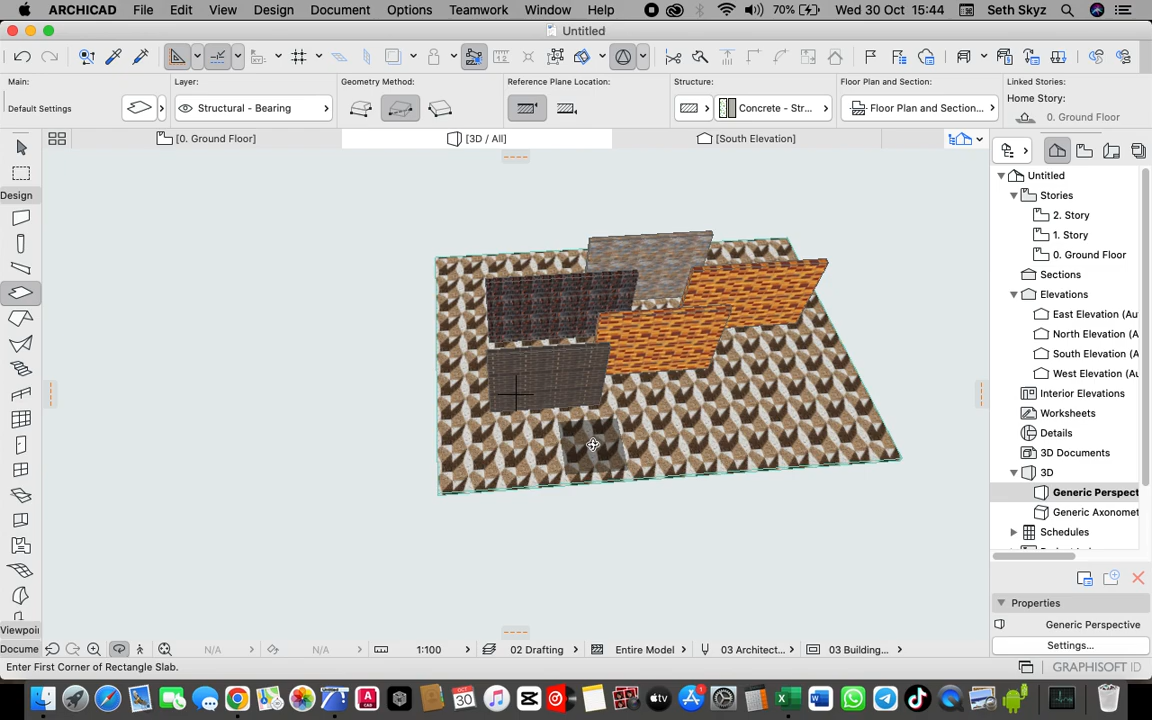 ARCHICAD File Edit View Design Document Options Teamwork Window Help 70% Wed 30 Oct 15:44 Seth Skyz
Untitled
Main: Layer: Geometry Method: Reference Plane Location: Structure: Floor Plan and Section: Linked Stories:
Default Settings Structural - Bearing Concrete - Str... Floor Plan and Section... Home Story:
0. Ground Floor
[0. Ground Floor] [3D / All] [South Elevation]
Design
Untitled
Stories
2. Story
1. Story
0. Ground Floor
Sections
Elevations
East Elevation (Au
North Elevation (A
South Elevation (A
West Elevation (Au
Interior Elevations
Worksheets
Details
3D Documents
3D
Generic Perspect
Generic Axonomet
Schedules
Properties
Viewpoi
Generic Perspective
Docume N/A N/A 1:100 02 Drafting Entire Model 03 Architect... 03 Building... Settings...
Enter First Corner of Rectangle Slab. GRAPHISOFT ID